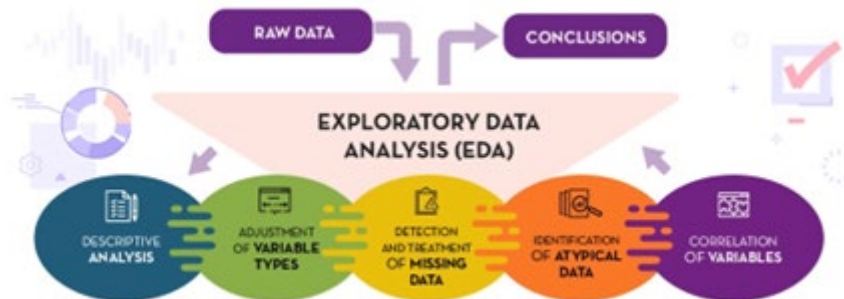 RAW DATA
CONCLUSIONS
EXPLORATORY DATA
ANALYSIS (EDA)
DESCRIPTIVE
ANALYSIS
ADJUSTMENT
OF VARIABLE
TYPES
DETECTION
AND TREATMENT
OF MISSING
DATA
IDENTIFICATION
OF ATYPICAL
DATA
CORRELATION
OF VARIABLES